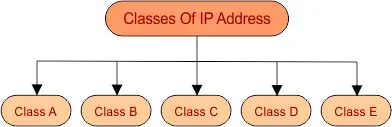 Classes Of IP Address
Class A
Class B
Class C
Class D
Class E